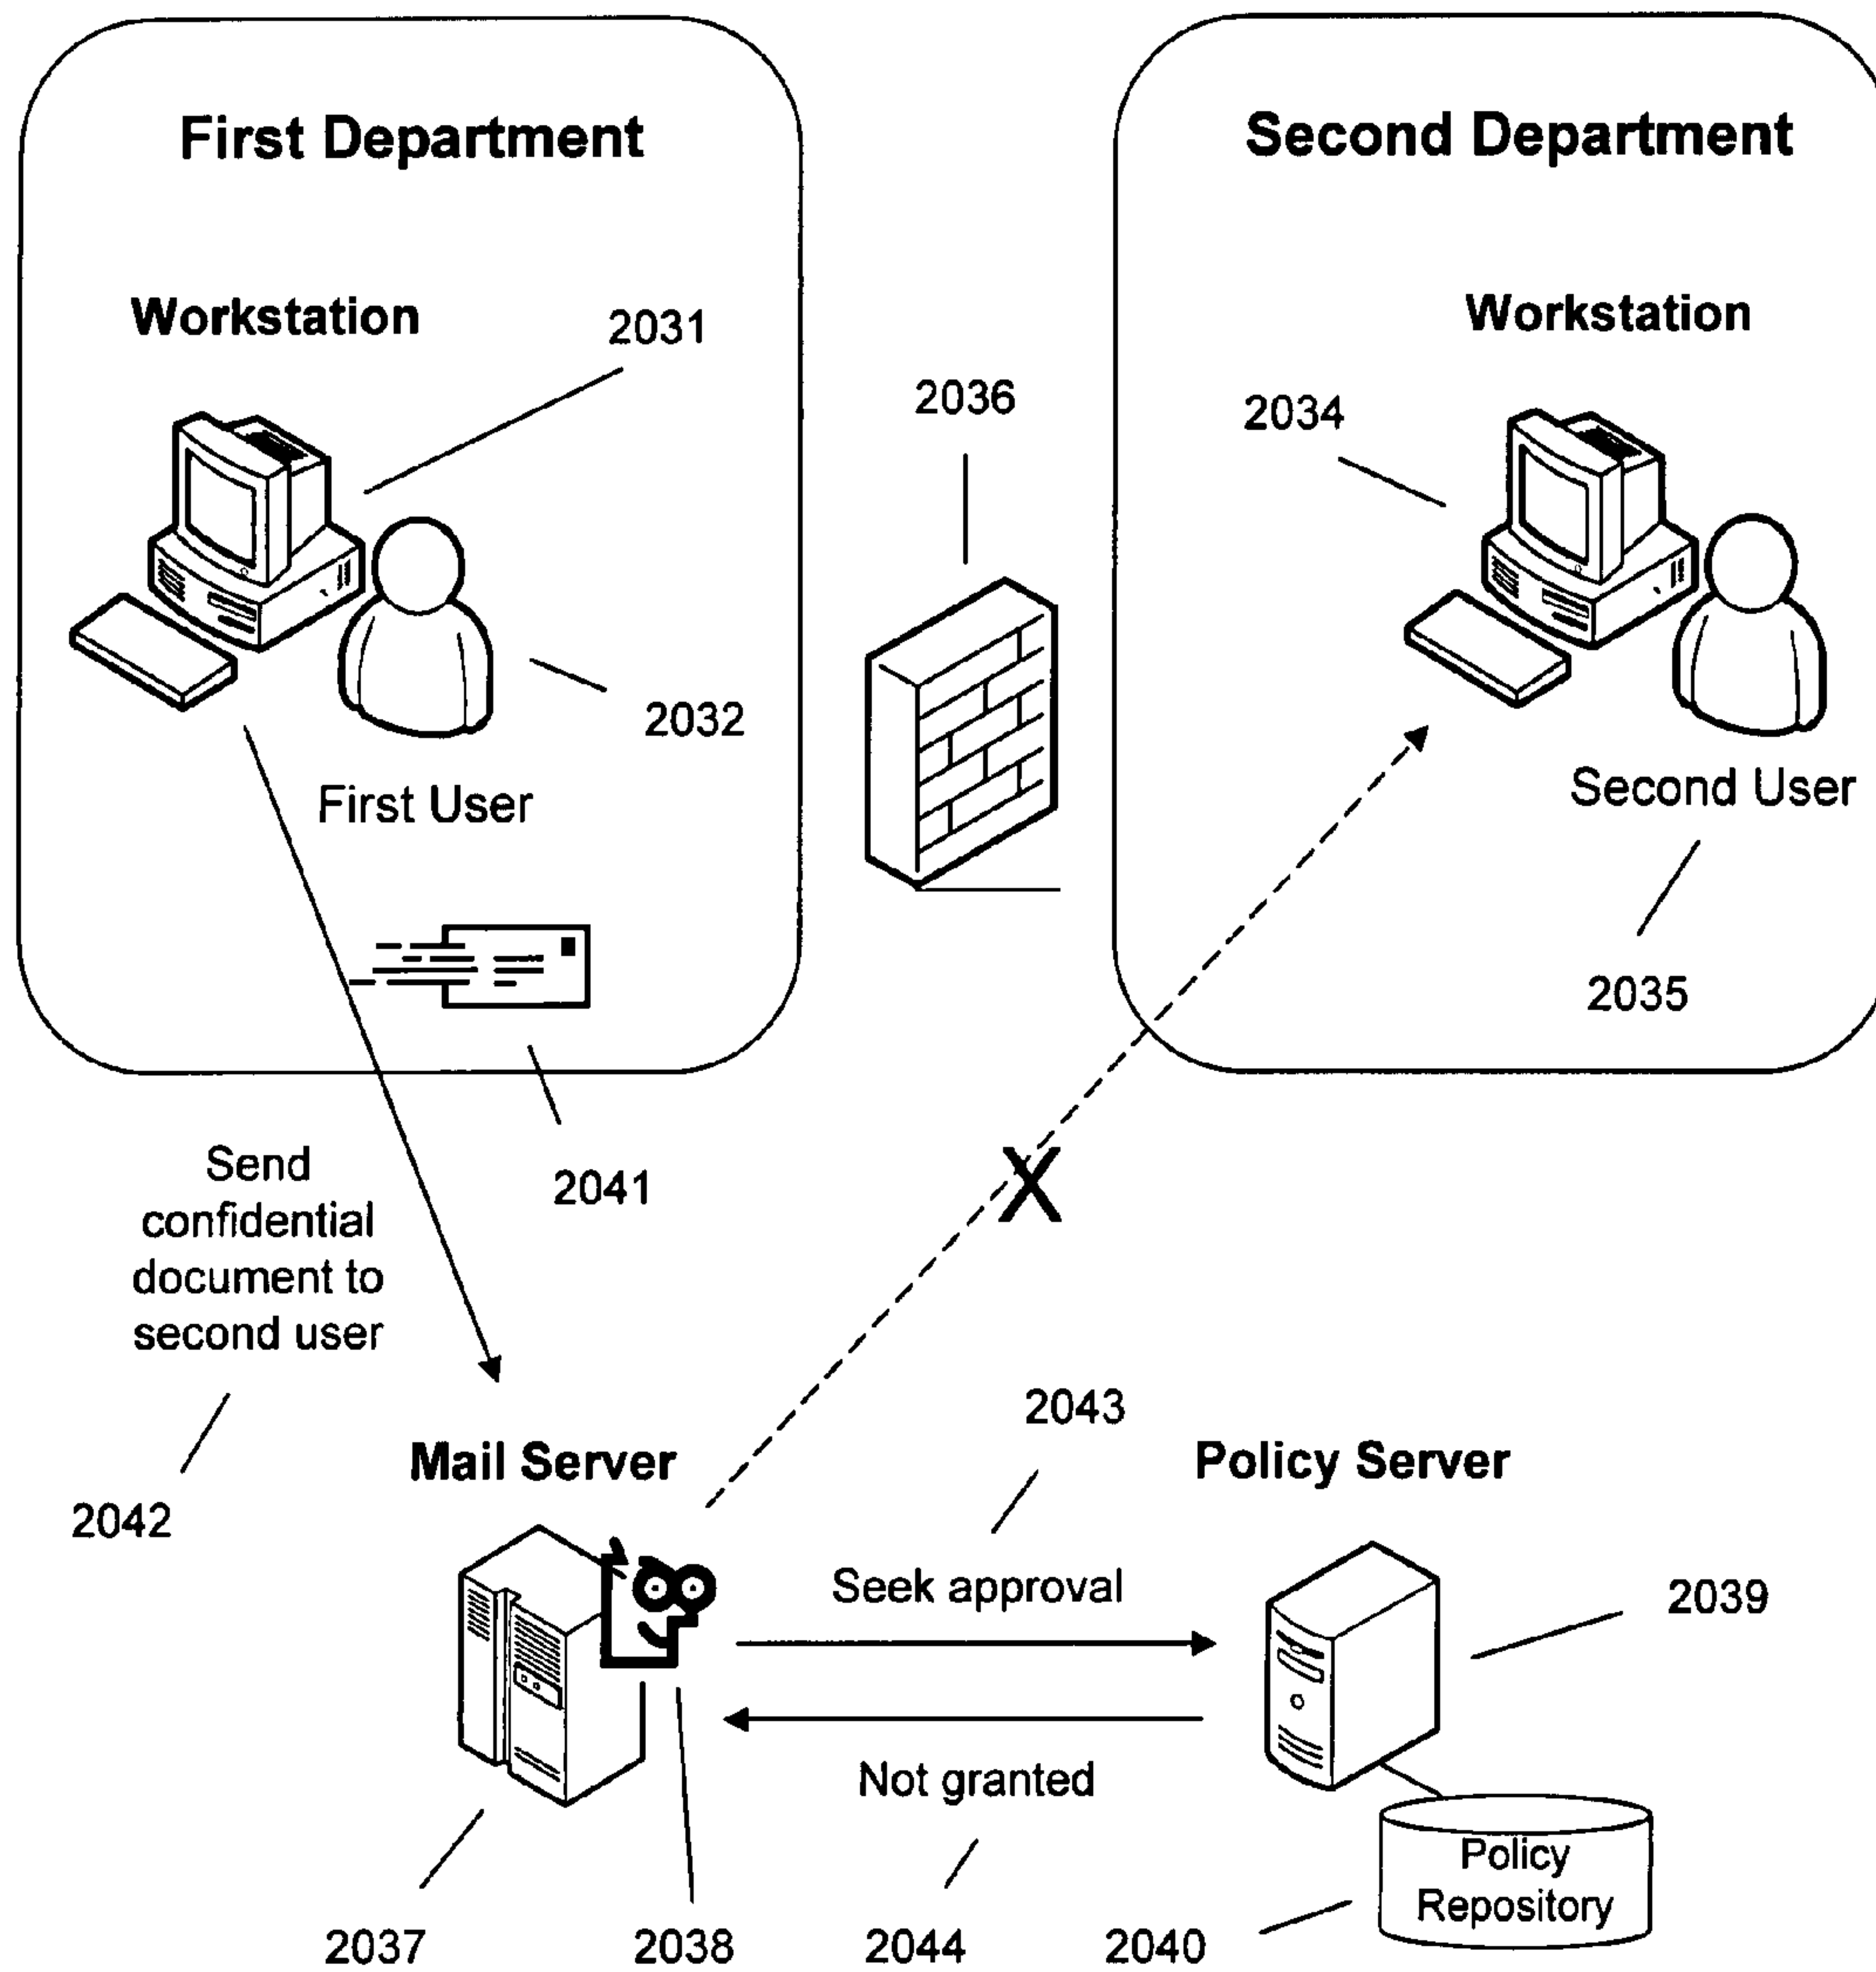 First Department
Second Department
Workstation
2031
Workstation
2036
2034
2032
First User
Second User
2035
Send
confidential
document to
second user
2041
2043
Mail Server
Policy Server
2042
Seek approval
2039
X
Not granted
Policy
Repository
2037
2038
2044
2040